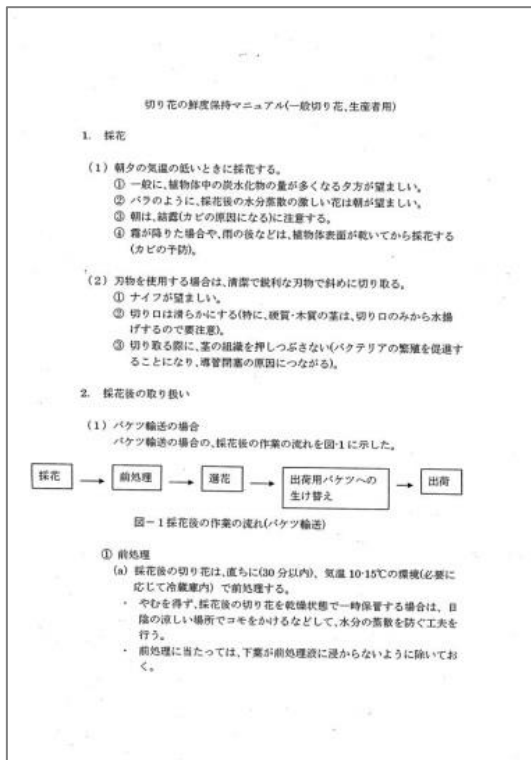 切り花の鮮度保持マニュアル(一般切り花、生産者用)
1. 採花
(1) 朝夕の気温の低いときに採花する。
① 一般に、植物体中の炭水化物の量が多くなる夕方が望ましい。
② バラのように、採花後の水分蒸散の激しい花は朝が望ましい。
③ 朝は、結露(カビの原因になる)に注意する。
④ 霜が降りた場合や、雨の後などは、植物体表面が乾いてから採花する
(カビの予防)。
(2) 刃物を使用する場合は、清潔で鋭利な刃物で斜めに切り取る。
① ナイフが望ましい。
② 切り口は滑らかにする(特に、硬質・木質の茎は、切り口のみから水揚
げするので要注意)。
③ 切り取る際に、茎の組織を押しつぶさない(バクテリアの繁殖を促進す
ることになり、導管閉塞の原因につながる)。
2. 採花後の取り扱い
(1) バケツ輸送の場合
バケツ輸送の場合の、採花後の作業の流れを図-1に示した。
採花 → 前処理 → 選花 → 出荷用バケツへの → 出荷
生け替え
図-1 採花後の作業の流れ(バケツ輸送)
① 前処理
(a) 採花後の切り花は、直ちに(30分以内)、気温10-15℃の環境(必要に
応じて冷蔵庫内)で前処理する。
・ やむを得ず、採花後の切り花を乾燥状態で一時保管する場合は、日
陰の涼しい場所でコモをかけるなどして、水分の蒸散を防ぐ工夫を
行う。
・ 前処理に当たっては、下葉が前処理液に浸からないように除いてお
く。